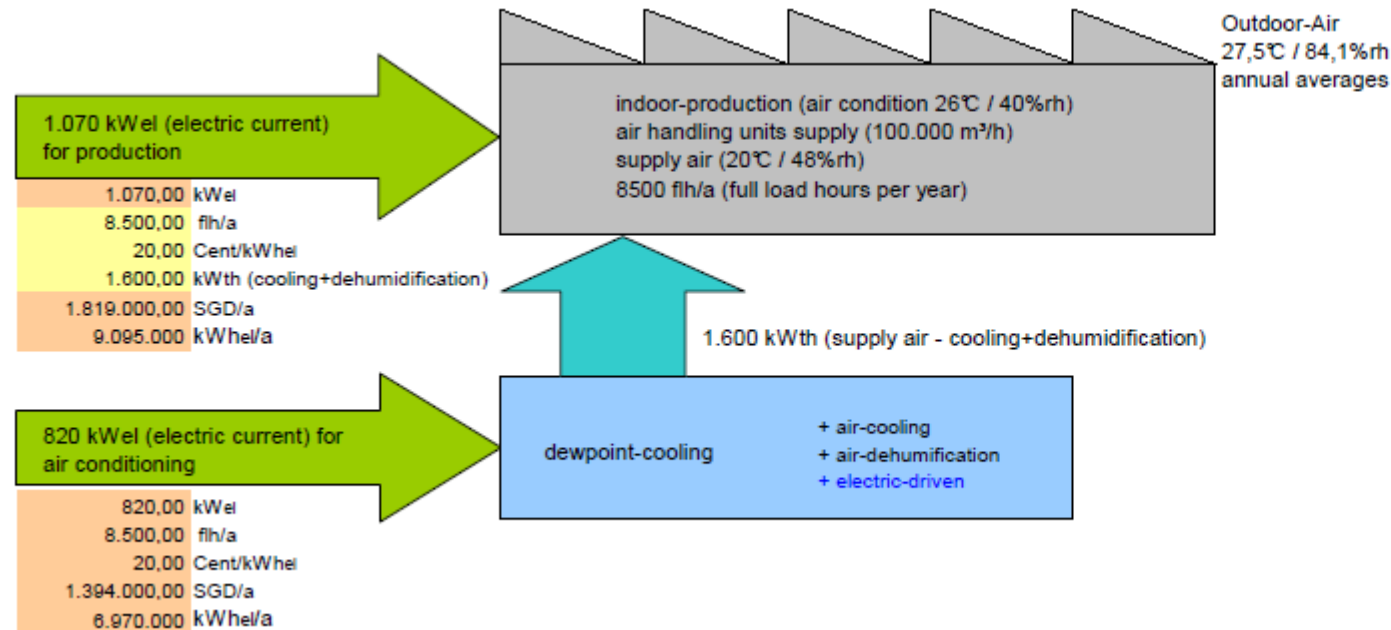 Outdoor-Air
27,5℃ / 84,1%rh
annual averages
1.070 kWel (electric current)
for production
indoor-production (air condition 26℃ / 40%rh)
air handling units supply (100.000 m³/h)
supply air (20℃ / 48%rh)
8500 flh/a (full load hours per year)
1.070,00 kWel
8.500,00 flh/a
20,00 Cent/kWhel
1.600,00 kWth (cooling+dehumidification)
1.819.000,00 SGD/a
9.095.000 kWhel/a
1.600 kWth (supply air - cooling+dehumidification)
820 kWel (electric current) for
air conditioning
dewpoint-cooling
+ air-cooling
+ air-dehumification
+ electric-driven
820,00 kWel
8.500,00 flh/a
20,00 Cent/kWhel
1.394.000,00 SGD/a
6.970.000 kWhel/a